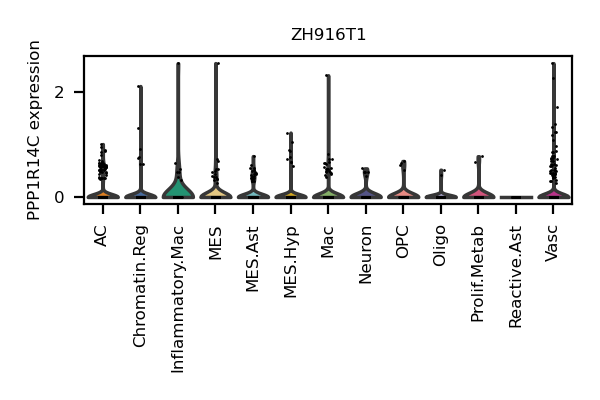 ZH916T1
PPP1R14C expression
2
0
AC
Chromatin.Reg
Inflammatory.Mac
MES
MES.Ast
MES.Hyp
Mac
Neuron
OPC
Oligo
Prolif.Metab
Reactive.Ast
Vasc